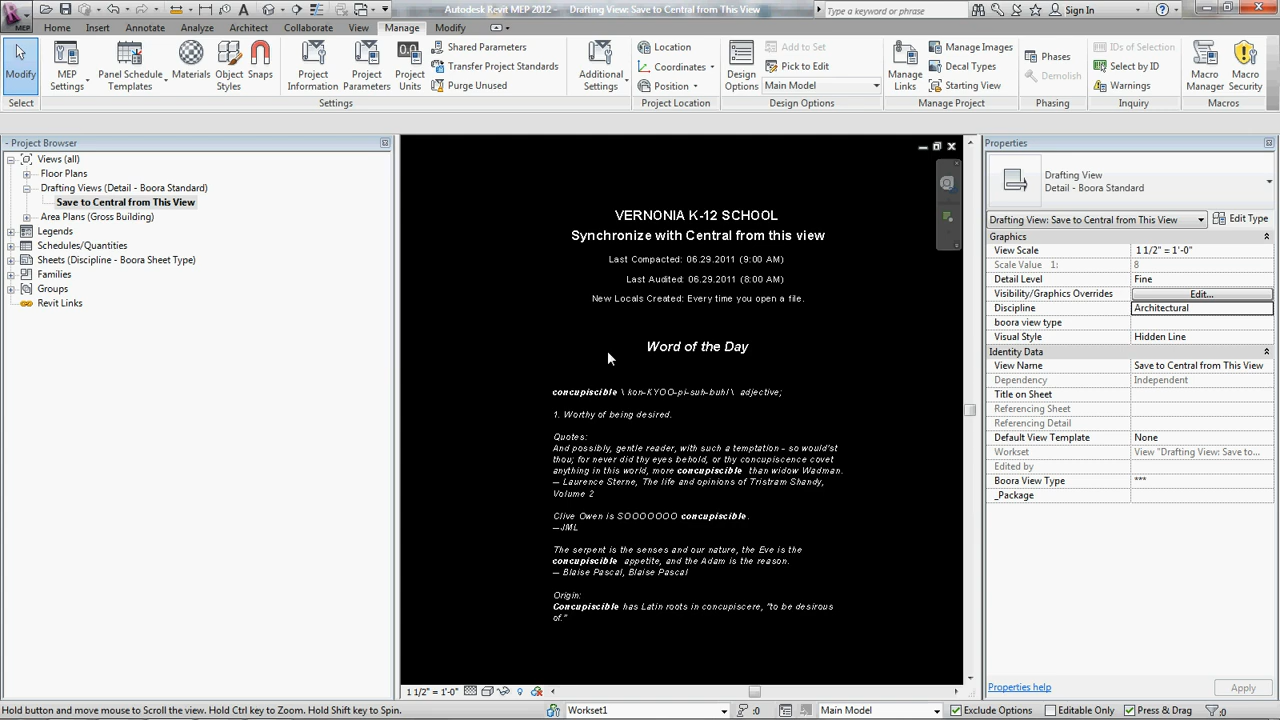 Autodesk Revit MEP 2012 - Drafting View: Save to Central from This View
Type a keyword or phrase
Sign In
Home Insert Annotate Analyze Architect Collaborate View Manage Modify
Modify
MEP Settings
Panel Schedule Templates
Materials
Object Styles
Snaps
Project Information
Project Parameters
Project Units
Shared Parameters
Transfer Project Standards
Purge Unused
Additional Settings
Location
Coordinates
Position
Design Options
Add to Set
Pick to Edit
Main Model
Manage Links
Manage Images
Decal Types
Starting View
Phases
Demolish
IDs of Selection
Select by ID
Warnings
Macro Manager
Macro Security
Select Settings Project Location Design Options Manage Project Phasing Inquiry Macros
- Project Browser
Views (all)
Floor Plans
Drafting Views (Detail - Boora Standard)
Save to Central from This View
Area Plans (Gross Building)
Legends
Schedules/Quantities
Sheets (Discipline - Boora Sheet Type)
Families
Groups
Revit Links
VERNONIA K-12 SCHOOL
Synchronize with Central from this view
Last Compacted: 06.29.2011 (9:00 AM)
Last Audited: 06.29.2011 (8:00 AM)
New Locals Created: Every time you open a file.
Word of the Day
concupiscible \ kon-KYOO-pi-suh-buhl \ adjective;
1. Worthy of being desired.
Quotes:
And possibly, gentle reader, with such a temptation - so would'st
thou; for never did thy eyes behold, or thy concupiscence covet
anything in this world, more concupiscible than widow Wadman.
— Laurence Sterne, The life and opinions of Tristram Shandy,
Volume 2
Clive Owen is SOOOOOOO concupiscible.
—JML
The serpent is the senses and our nature, the Eve is the
concupiscible appetite, and the Adam is the reason.
— Blaise Pascal, Blaise Pascal
Origin:
Concupiscible has Latin roots in concupiscere, "to be desirous
of."
Properties
Drafting View
Detail - Boora Standard
Drafting View: Save to Central from This View
Edit Type
Graphics
View Scale 1 1/2" = 1'-0"
Scale Value 1: 8
Detail Level Fine
Visibility/Graphics Overrides Edit...
Discipline Architectural
boora view type
Visual Style Hidden Line
Identity Data
View Name Save to Central from This View
Dependency Independent
Title on Sheet
Referencing Sheet
Referencing Detail
Default View Template None
Workset View "Drafting View: Save to...
Edited by
Boora View Type ***
_Package
Properties help
Apply
1 1/2" = 1'-0"
Hold button and move mouse to Scroll the view. Hold Ctrl key to Zoom. Hold Shift key to Spin.
Workset1
:0
Main Model
Exclude Options
Editable Only
Press & Drag
:0